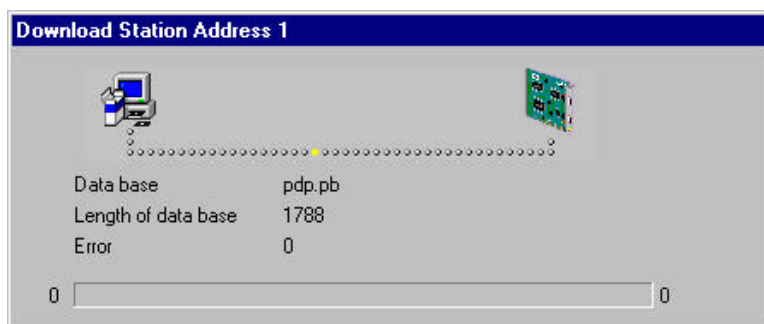 Download Station Address 1
Data base pdp.pb
Length of data base 1788
Error 0
0 0